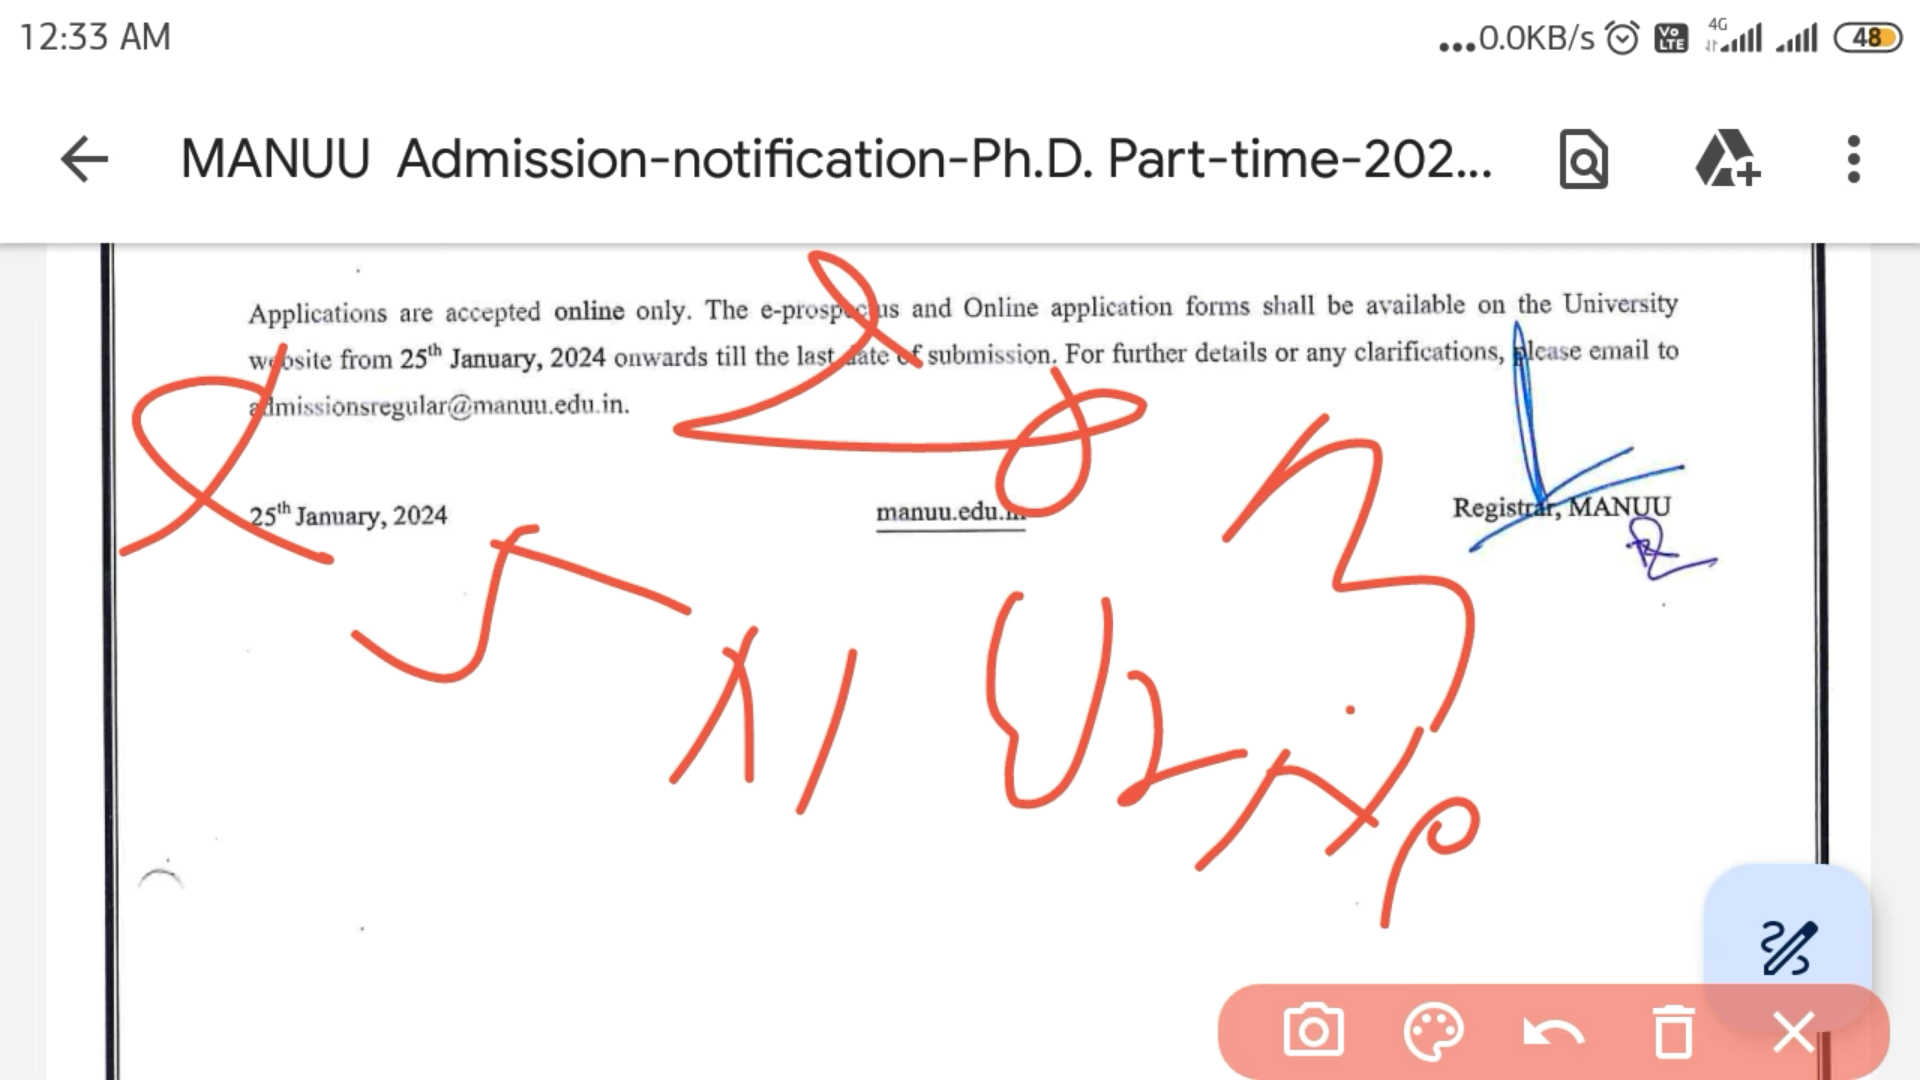 12:33 AM
...0.0KB/s Vo LTE 4G 48
MANUU Admission-notification-Ph.D. Part-time-202...
Applications are accepted online only. The e-prospectus and Online application forms shall be available on the University
website from 25th January, 2024 onwards till the last date of submission. For further details or any clarifications, please email to
admissionsregular@manuu.edu.in.
25th January, 2024
manuu.edu.in
Registrar, MANUU